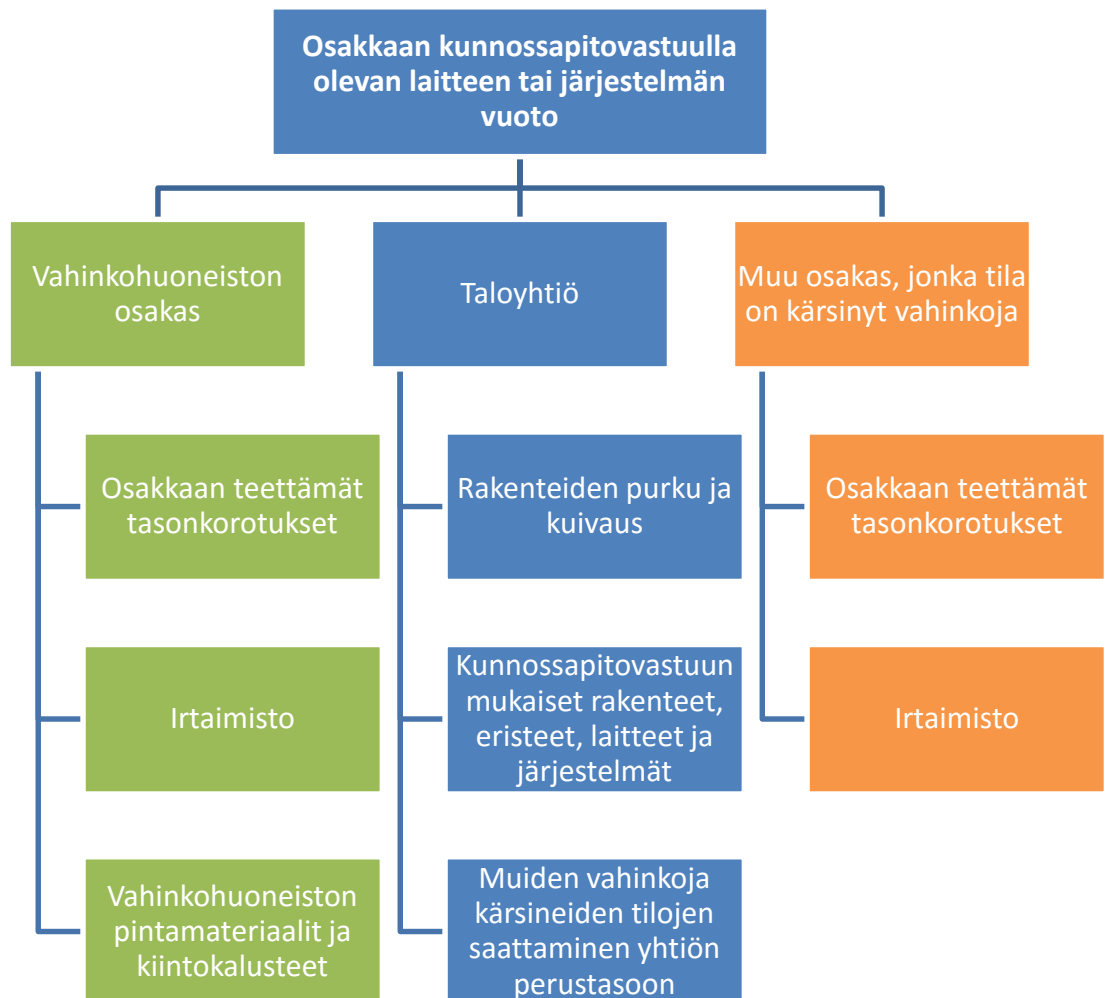 Osakkaan kunnossapitovastuulla
olevan laitteen tai järjestelmän
vuoto
Vahinkohuoneiston
osakas
Taloyhtiö
Muu osakas, jonka tila
on kärsinyt vahinkoja
Osakkaan teettämät
tasonkorotukset
Rakenteiden purku ja
kuivaus
Osakkaan teettämät
tasonkorotukset
Irtaimisto
Kunnossapitovastuun
mukaiset rakenteet,
eristeet, laitteet ja
järjestelmät
Irtaimisto
Vahinkohuoneiston
pintamateriaalit ja
kiintokalusteet
Muiden vahinkoja
kärsineiden tilojen
saattaminen yhtiön
perustasoon